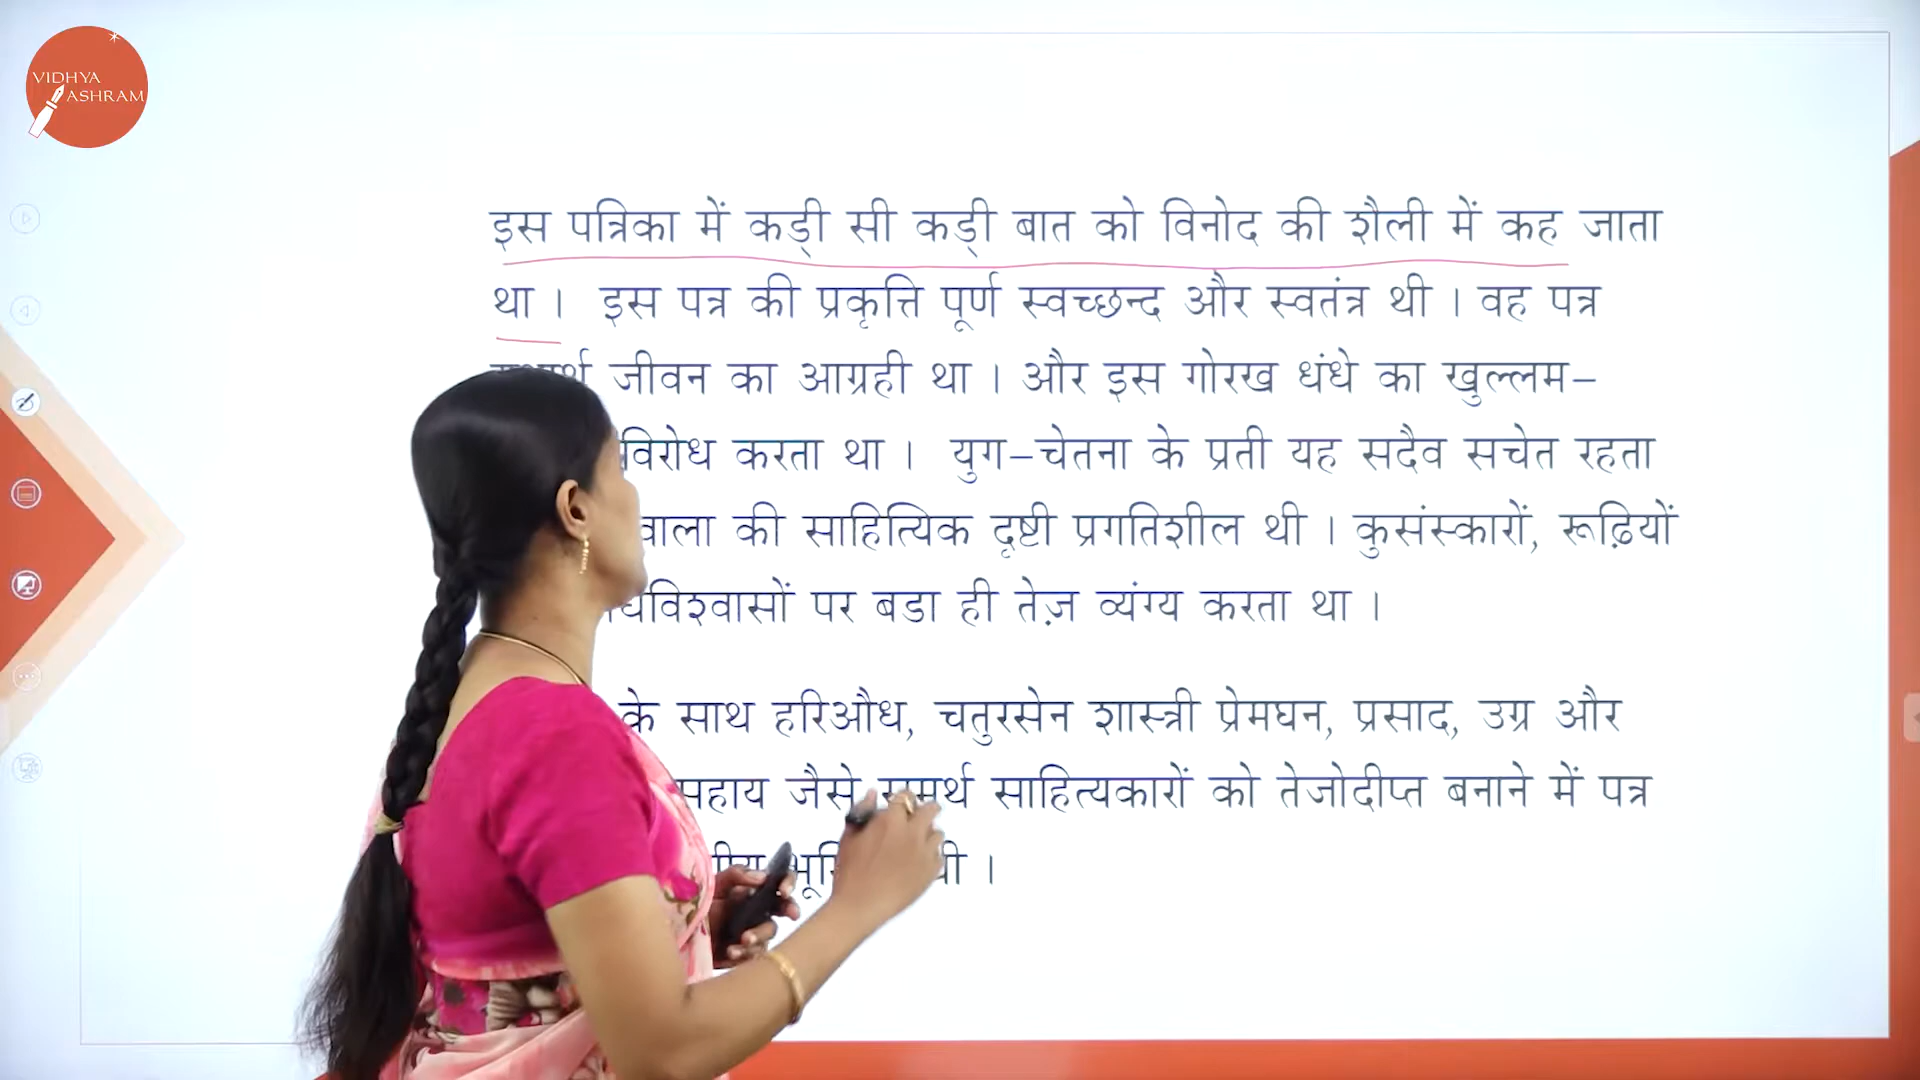 VIDHYA
ASHRAM
इस पत्रिका में कड़ी सी कड़ी बात को विनोद की शैली में कह जाता
था । इस पत्र की प्रकृत्ति पूर्ण स्वच्छन्द और स्वतंत्र थी । वह पत्र
जीवन का आग्रही था । और इस गोरख धंधे का खुल्लम-
विरोध करता था । युग-चेतना के प्रती यह सदैव सचेत रहता
वाला की साहित्यिक दृष्टी प्रगतिशील थी । कुसंस्कारों, रूढ़ियों
पर बडा ही तेज़ व्यंग्य करता था ।
के साथ हरिऔध, चतुरसेन शास्त्री प्रेमघन, प्रसाद, उग्र और
जैसे साहित्यकारों को तेजोदीप्त बनाने में पत्र
।